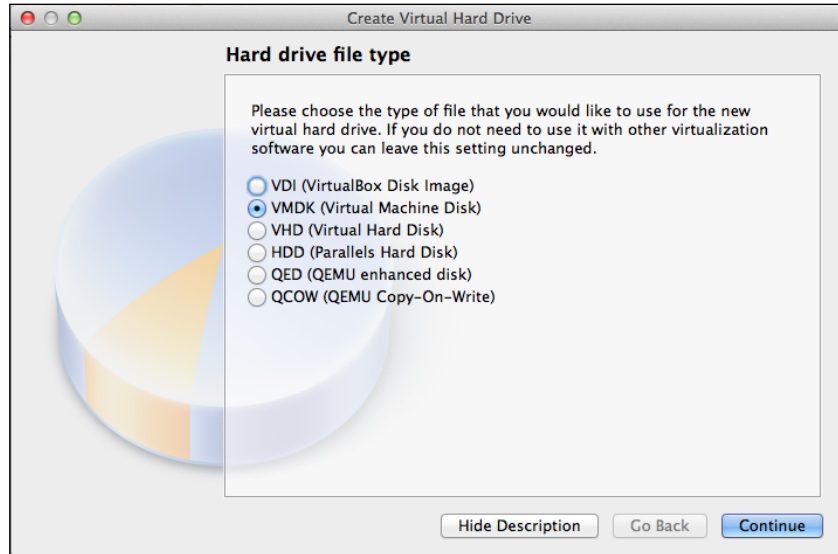 Create Virtual Hard Drive
Hard drive file type
Please choose the type of file that you would like to use for the new
virtual hard drive. If you do not need to use it with other virtualization
software you can leave this setting unchanged.
VDI (VirtualBox Disk Image)
VMDK (Virtual Machine Disk)
VHD (Virtual Hard Disk)
HDD (Parallels Hard Disk)
QED (QEMU enhanced disk)
QCOW (QEMU Copy-On-Write)
Hide Description
Go Back
Continue